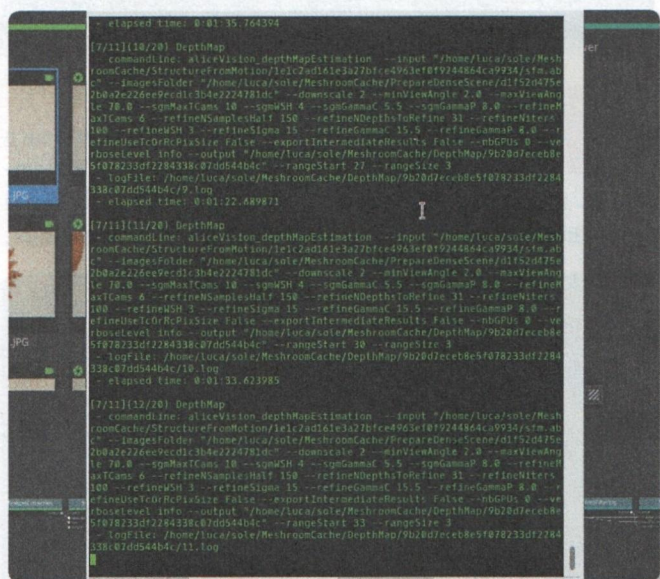 - elapsed time: 0:01:35.764394
[7/11](10/20) DepthMap
- commandLine: aliceVision_depthMapEstimation --input "/home/luca/sole/Mesh
roomCache/StructureFromMotion/1e1c2ad161e3a27bfce4963ef0f9244864ca9934/sfm.ab
c" --imagesFolder "/home/luca/sole/MeshroomCache/PrepareDenseScene/d1f52d475e
2b0a2e226ee9ecd1c3b4e2224781dc" --downscale 2 --minViewAngle 2.0 --maxViewAng
le 70.0 --sgmMaxTCams 10 --sgmWSH 4 --sgmGammaC 5.5 --sgmGammaP 8.0 --refineM
axTCams 6 --refineNSamplesHalf 150 --refineNDepthsToRefine 31 --refineNiters
100 --refineWSH 3 --refineSigma 15 --refineGammaC 15.5 --refineGammaP 8.0 --r
efineUseTcOrRcPixSize False --exportIntermediateResults False --nbGPUs 0 --ve
rboseLevel info --output "/home/luca/sole/MeshroomCache/DepthMap/9b20d7eceb8e
5f078233df2284338c07dd544b4c" --rangeStart 27 --rangeSize 3
- logFile: /home/luca/sole/MeshroomCache/DepthMap/9b20d7eceb8e5f078233df2284
338c07dd544b4c/9.log
- elapsed time: 0:01:22.689871
[7/11](11/20) DepthMap
- commandLine: aliceVision_depthMapEstimation --input "/home/luca/sole/Mesh
roomCache/StructureFromMotion/1e1c2ad161e3a27bfce4963ef0f9244864ca9934/sfm.ab
c" --imagesFolder "/home/luca/sole/MeshroomCache/PrepareDenseScene/d1f52d475e
2b0a2e226ee9ecd1c3b4e2224781dc" --downscale 2 --minViewAngle 2.0 --maxViewAng
le 70.0 --sgmMaxTCams 10 --sgmWSH 4 --sgmGammaC 5.5 --sgmGammaP 8.0 --refineM
axTCams 6 --refineNSamplesHalf 150 --refineNDepthsToRefine 31 --refineNiters
100 --refineWSH 3 --refineSigma 15 --refineGammaC 15.5 --refineGammaP 8.0 --r
efineUseTcOrRcPixSize False --exportIntermediateResults False --nbGPUs 0 --ve
rboseLevel info --output "/home/luca/sole/MeshroomCache/DepthMap/9b20d7eceb8e
5f078233df2284338c07dd544b4c" --rangeStart 30 --rangeSize 3
- logFile: /home/luca/sole/MeshroomCache/DepthMap/9b20d7eceb8e5f078233df2284
338c07dd544b4c/10.log
- elapsed time: 0:01:33.623985
[7/11](12/20) DepthMap
- commandLine: aliceVision_depthMapEstimation --input "/home/luca/sole/Mesh
roomCache/StructureFromMotion/1e1c2ad161e3a27bfce4963ef0f9244864ca9934/sfm.ab
c" --imagesFolder "/home/luca/sole/MeshroomCache/PrepareDenseScene/d1f52d475e
2b0a2e226ee9ecd1c3b4e2224781dc" --downscale 2 --minViewAngle 2.0 --maxViewAng
le 70.0 --sgmMaxTCams 10 --sgmWSH 4 --sgmGammaC 5.5 --sgmGammaP 8.0 --refineM
axTCams 6 --refineNSamplesHalf 150 --refineNDepthsToRefine 31 --refineNiters
100 --refineWSH 3 --refineSigma 15 --refineGammaC 15.5 --refineGammaP 8.0 --r
efineUseTcOrRcPixSize False --exportIntermediateResults False --nbGPUs 0 --ve
rboseLevel info --output "/home/luca/sole/MeshroomCache/DepthMap/9b20d7eceb8e
5f078233df2284338c07dd544b4c" --rangeStart 33 --rangeSize 3
- logFile: /home/luca/sole/MeshroomCache/DepthMap/9b20d7eceb8e5f078233df2284
338c07dd544b4c/11.log
.JPG
.JPG
wer